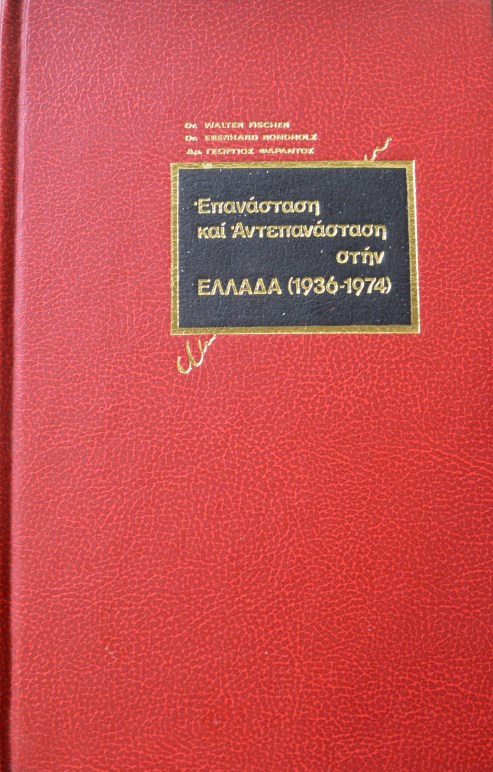 Dr. WALTER FISCHER
Dr. EBERHARD RONDHOLZ
Δρ. ΓΕΩΡΓΙΟΣ ΦΑΡΑΝΤΟΣ
Ἐπανάσταση
καί Ἀντεπανάσταση
στήν
ΕΛΛΑΔΑ (1936-1974)